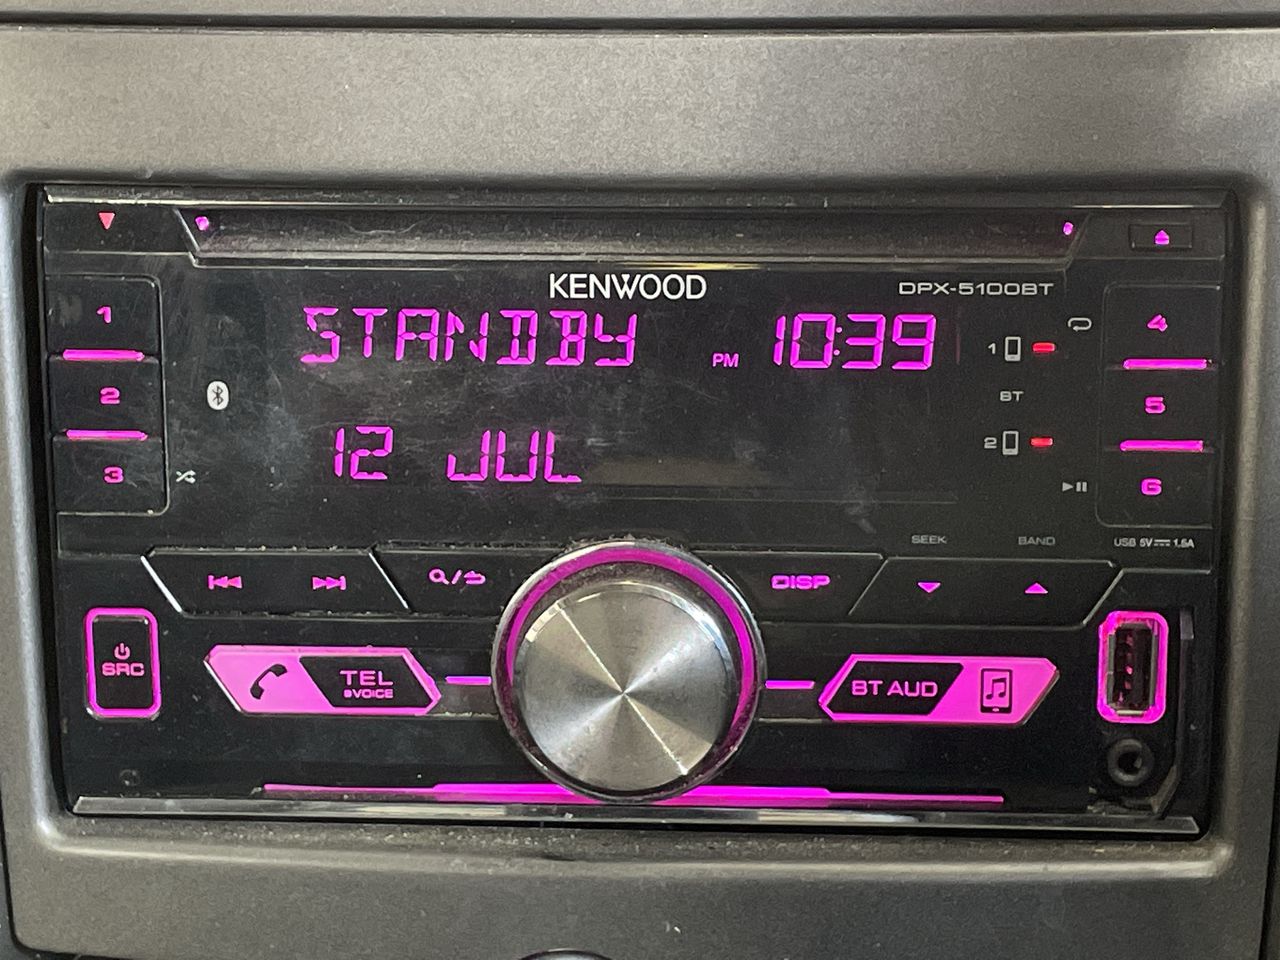 KENWOOD
DPX-5100BT
1
STANDBY
PM 10:39
1
4
2
BT
5
12 JUL
2
3
6
SEEK
BAND
USB 5V 1.5A
DISP
SRC
TEL
VOICE
BT AUD